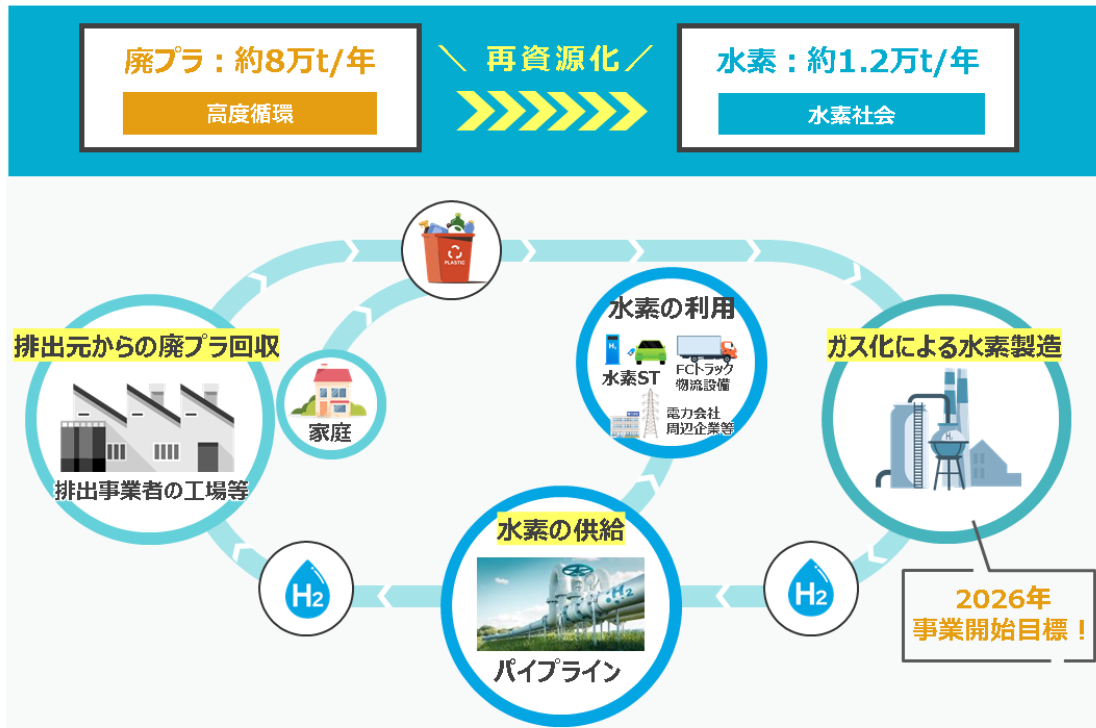 廃プラ：約8万t/年
高度循環
＼ 再資源化 ／
水素：約1.2万t/年
水素社会
PLASTIC
排出元からの廃プラ回収
排出事業者の工場等
家庭
水素の利用
H₂
水素ST
FCトラック
物流設備
電力会社
周辺企業等
ガス化による水素製造
H₂
水素の供給
H₂
パイプライン
H2
H2
2026年
事業開始目標！